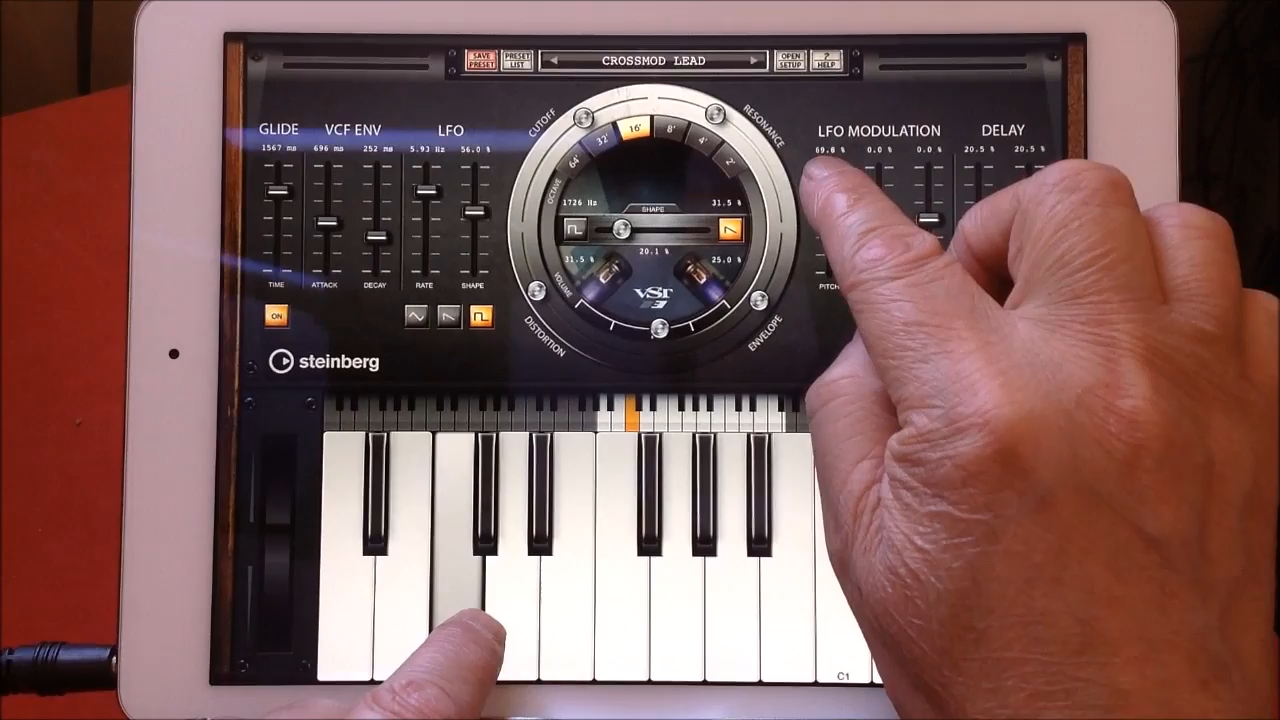 SAVE PRESET
PRESET LIST
CROSSMOD LEAD
OPEN SETUP
? HELP
GLIDE VCF ENV LFO
1567 ms 696 ms 252 ms 5.93 Hz 56.0 %
TIME ATTACK DECAY RATE SHAPE
ON
steinberg
CUTOFF
RESONANCE
OCTAVE
64' 32' 16' 8' 4' 2'
1726 Hz 31.5 %
SHAPE
20.1 %
31.5 % 25.0 %
VST 3
VOLUME
DISTORTION
ENVELOPE
LFO MODULATION DELAY
69.8 % 0.0 % 0.0 % 20.5 % 20.5 %
PITCH
C1